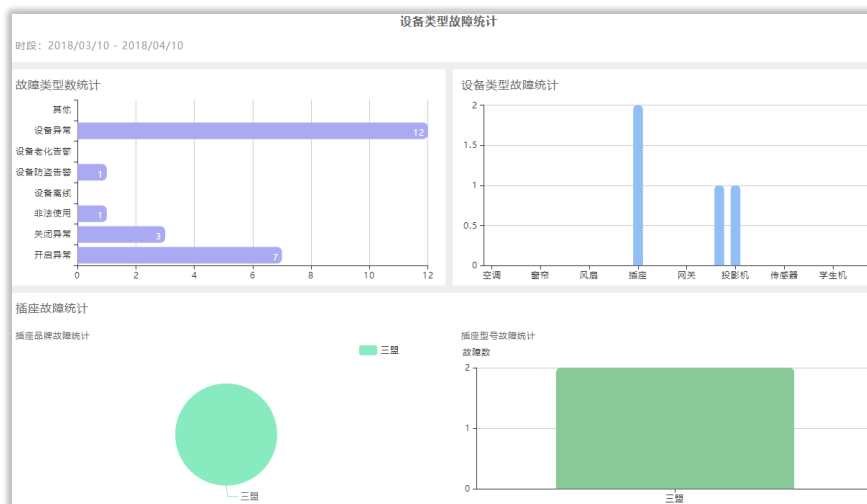 设备类型故障统计
时段：2018/03/10 - 2018/04/10
故障类型数统计
其他
设备异常
12
设备老化告警
设备防盗告警
1
设备离线
非法使用
1
关闭异常
3
开启异常
7
0 2 4 6 8 10 12
设备类型故障统计
2
1.5
1
0.5
0
空调 窗帘 风扇 插座 网关 投影机 传感器 学生机
插座故障统计
插座品牌故障统计
三盟
三盟
插座型号故障统计
故障数
2
1
0
三盟